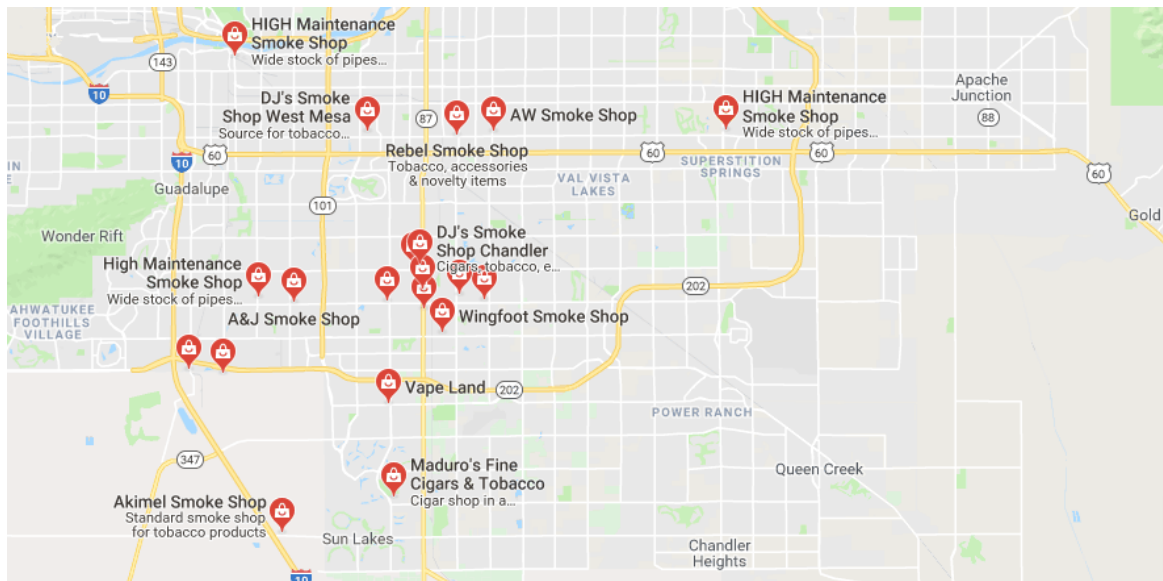 HIGH Maintenance
Smoke Shop
Wide stock of pipes...
143
10
DJ's Smoke
Shop West Mesa
Source for tobacco...
87
AW Smoke Shop
HIGH Maintenance
Smoke Shop
Wide stock of pipes...
Apache
Junction
88
Rebel Smoke Shop
Tobacco, accessories
& novelty items
60
10
60
60
SUPERSTITION
SPRINGS
60
IN
E
Guadalupe
VAL VISTA
LAKES
101
Gold
Wonder Rift
DJ's Smoke
Shop Chandler
Cigars, tobacco, e...
High Maintenance
Smoke Shop
Wide stock of pipes...
202
AHWATUKEE
FOOTHILLS
VILLAGE
A&J Smoke Shop
Wingfoot Smoke Shop
Vape Land
202
POWER RANCH
347
Maduro's Fine
Cigars & Tobacco
Cigar shop in a...
Queen Creek
Akimel Smoke Shop
Standard smoke shop
for tobacco products
Sun Lakes
Chandler
Heights
10